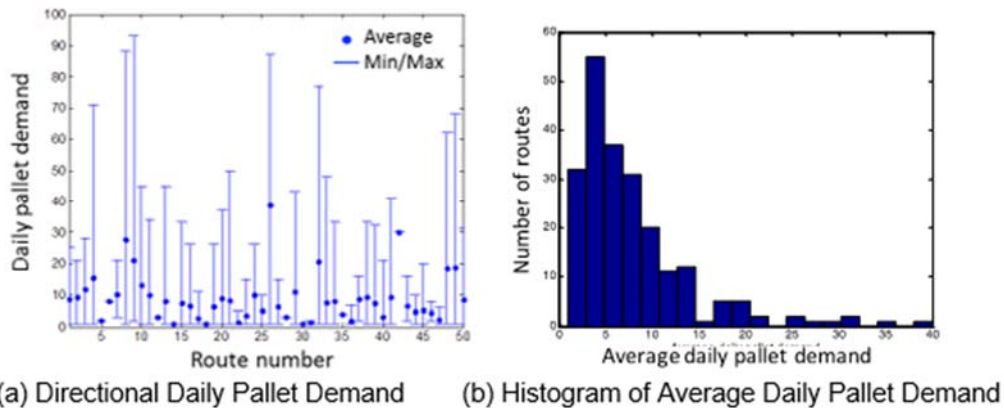 100
90
80
70
60
50
40
30
20
10
0
Daily pallet demand
Average
Min/Max
5 10 15 20 25 30 35 40 45 50
Route number
(a) Directional Daily Pallet Demand
60
50
40
30
20
10
0
Number of routes
0 5 10 15 20 25 30 35 40
Average daily pallet demand
(b) Histogram of Average Daily Pallet Demand